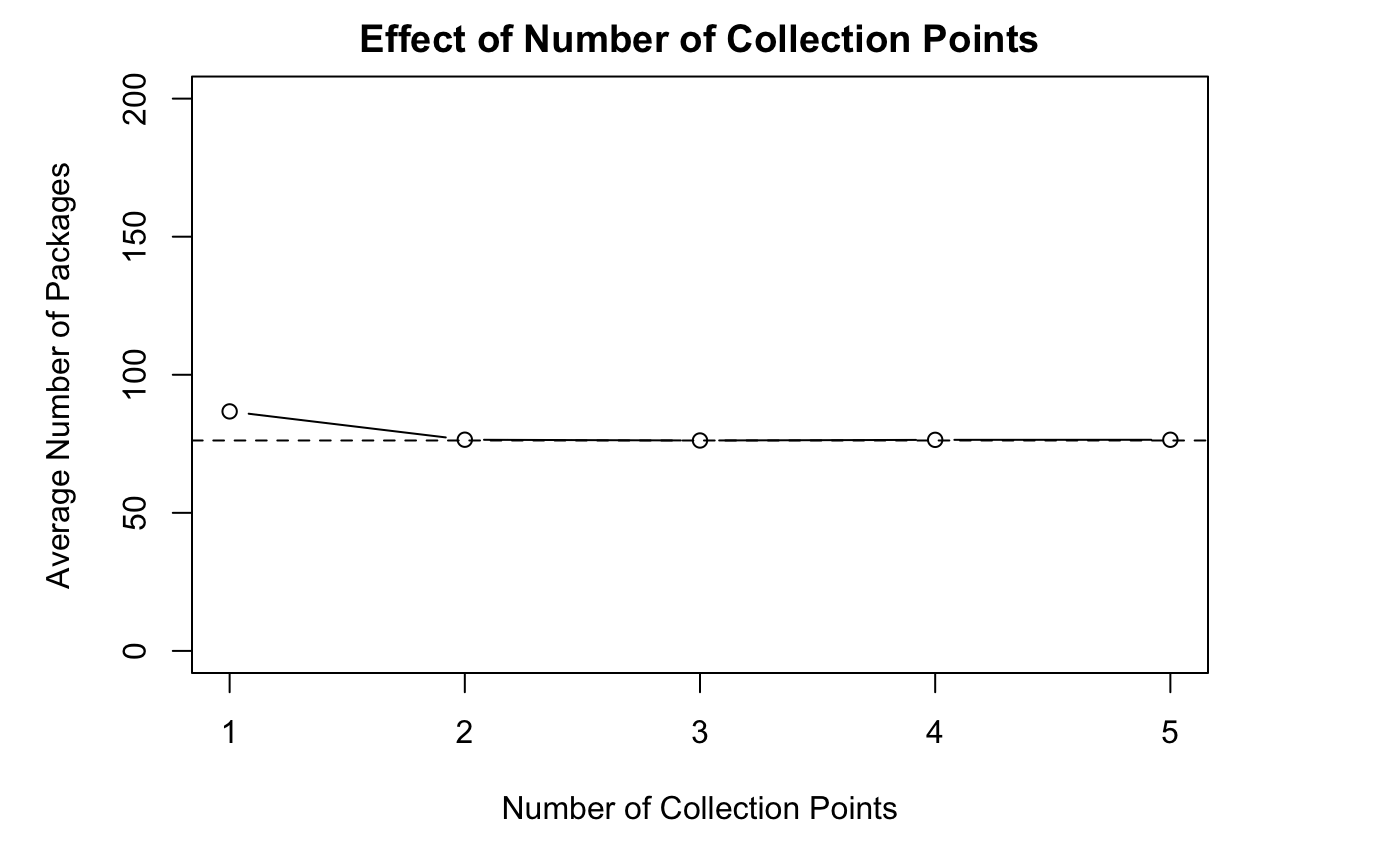 Effect of Number of Collection Points
200
150
100
50
0
Average Number of Packages
1 2 3 4 5
Number of Collection Points